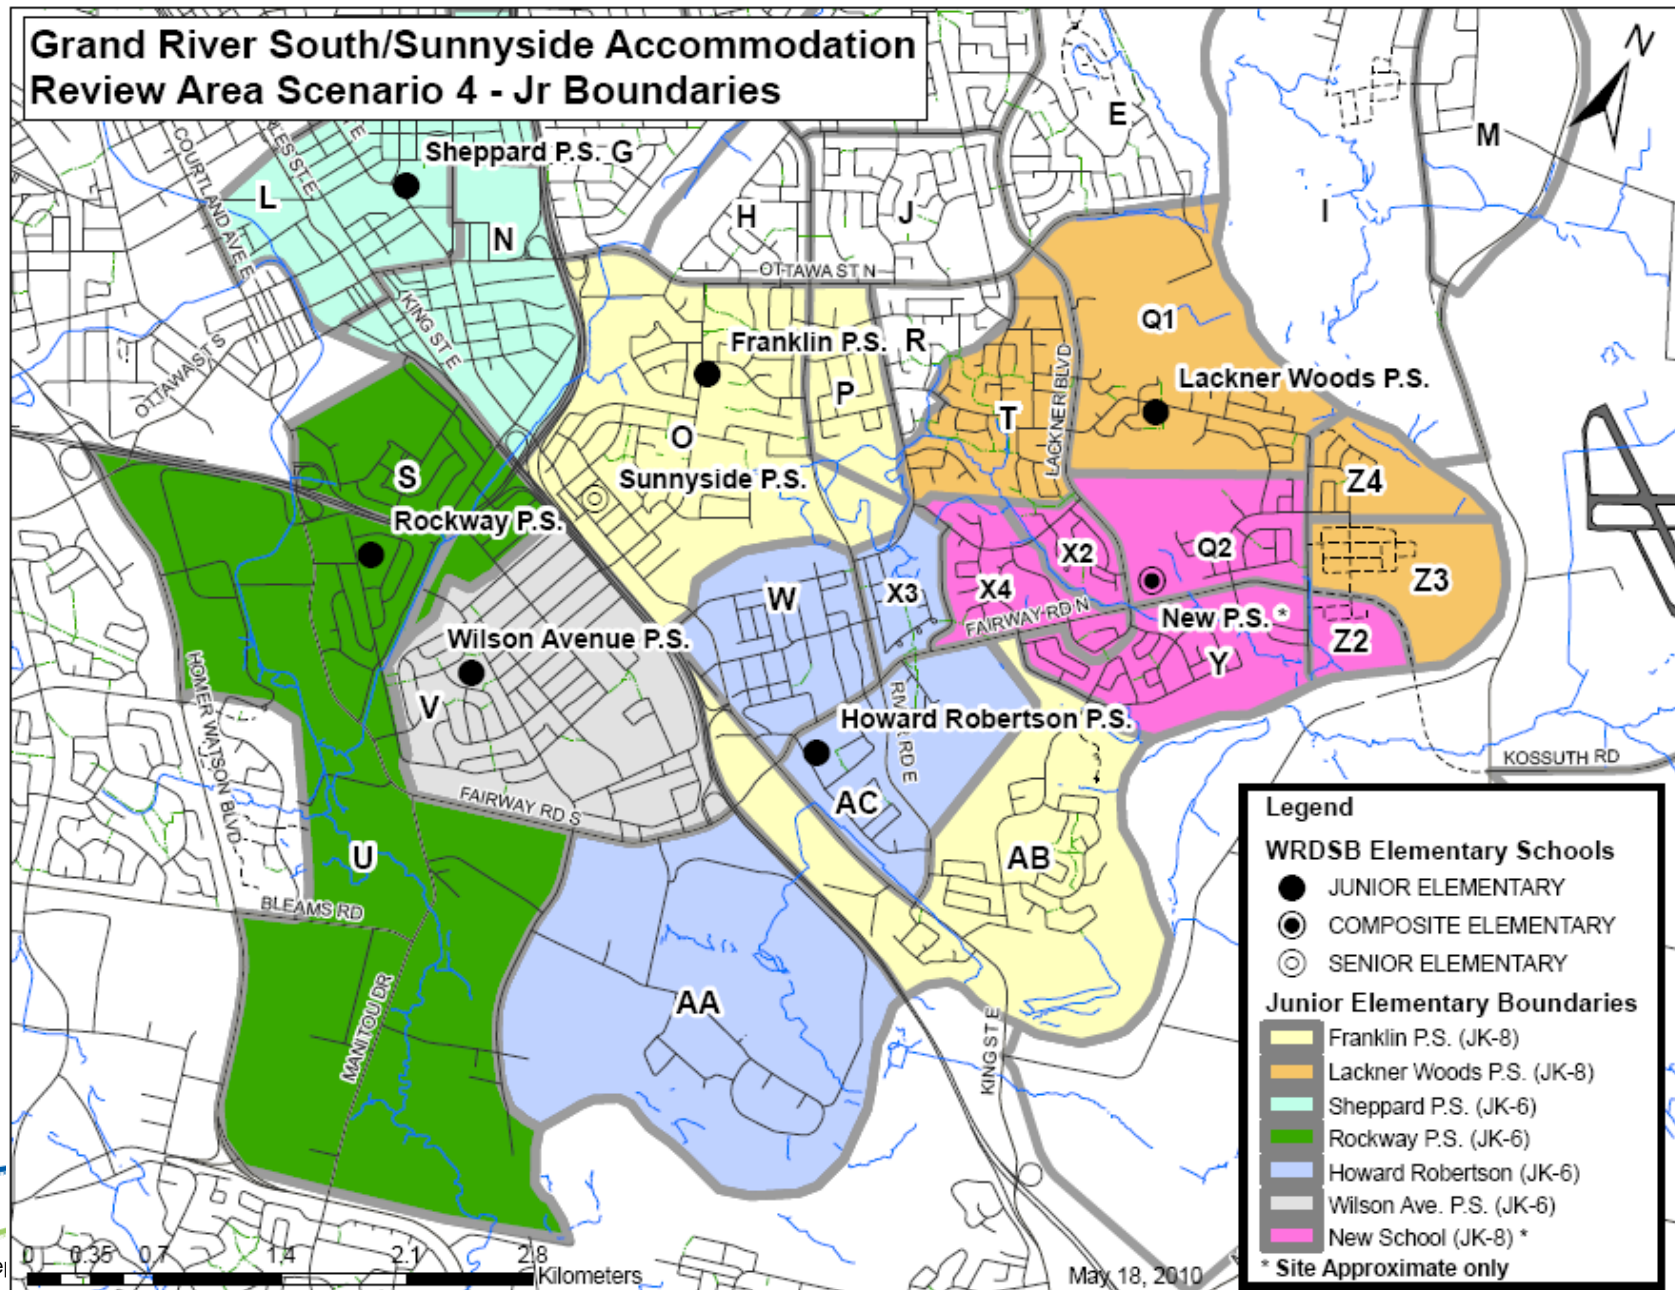 Grand River South/Sunnyside Accommodation
Review Area Scenario 4 - Jr Boundaries
N
E
M
COURTLAND AVE E
Sheppard P.S.
G
L
H
J
I
N
OTTAWA ST N
KING ST E
Q1
OTTAWA ST S
Franklin P.S.
R
LACKNER BLVD
Lackner Woods P.S.
P
T
O
S
Sunnyside P.S.
Z4
Rockway P.S.
X2
Q2
W
X3
X4
Z3
FAIRWAY RD N
New P.S. *
Wilson Avenue P.S.
Z2
Y
HOMER WATSON BLVD
V
RIVER RD E
Howard Robertson P.S.
KOSSUTH RD
FAIRWAY RD S
AC
U
AB
BLEAMS RD
AA
MANITOU DR
KING ST E
Legend
WRDSB Elementary Schools
JUNIOR ELEMENTARY
COMPOSITE ELEMENTARY
SENIOR ELEMENTARY
Junior Elementary Boundaries
Franklin P.S. (JK-8)
Lackner Woods P.S. (JK-8)
Sheppard P.S. (JK-6)
Rockway P.S. (JK-6)
Howard Robertson (JK-6)
Wilson Ave. P.S. (JK-6)
New School (JK-8) *
* Site Approximate only
0 0.35 0.7 1.4 2.1 2.8
Kilometers
May 18, 2010